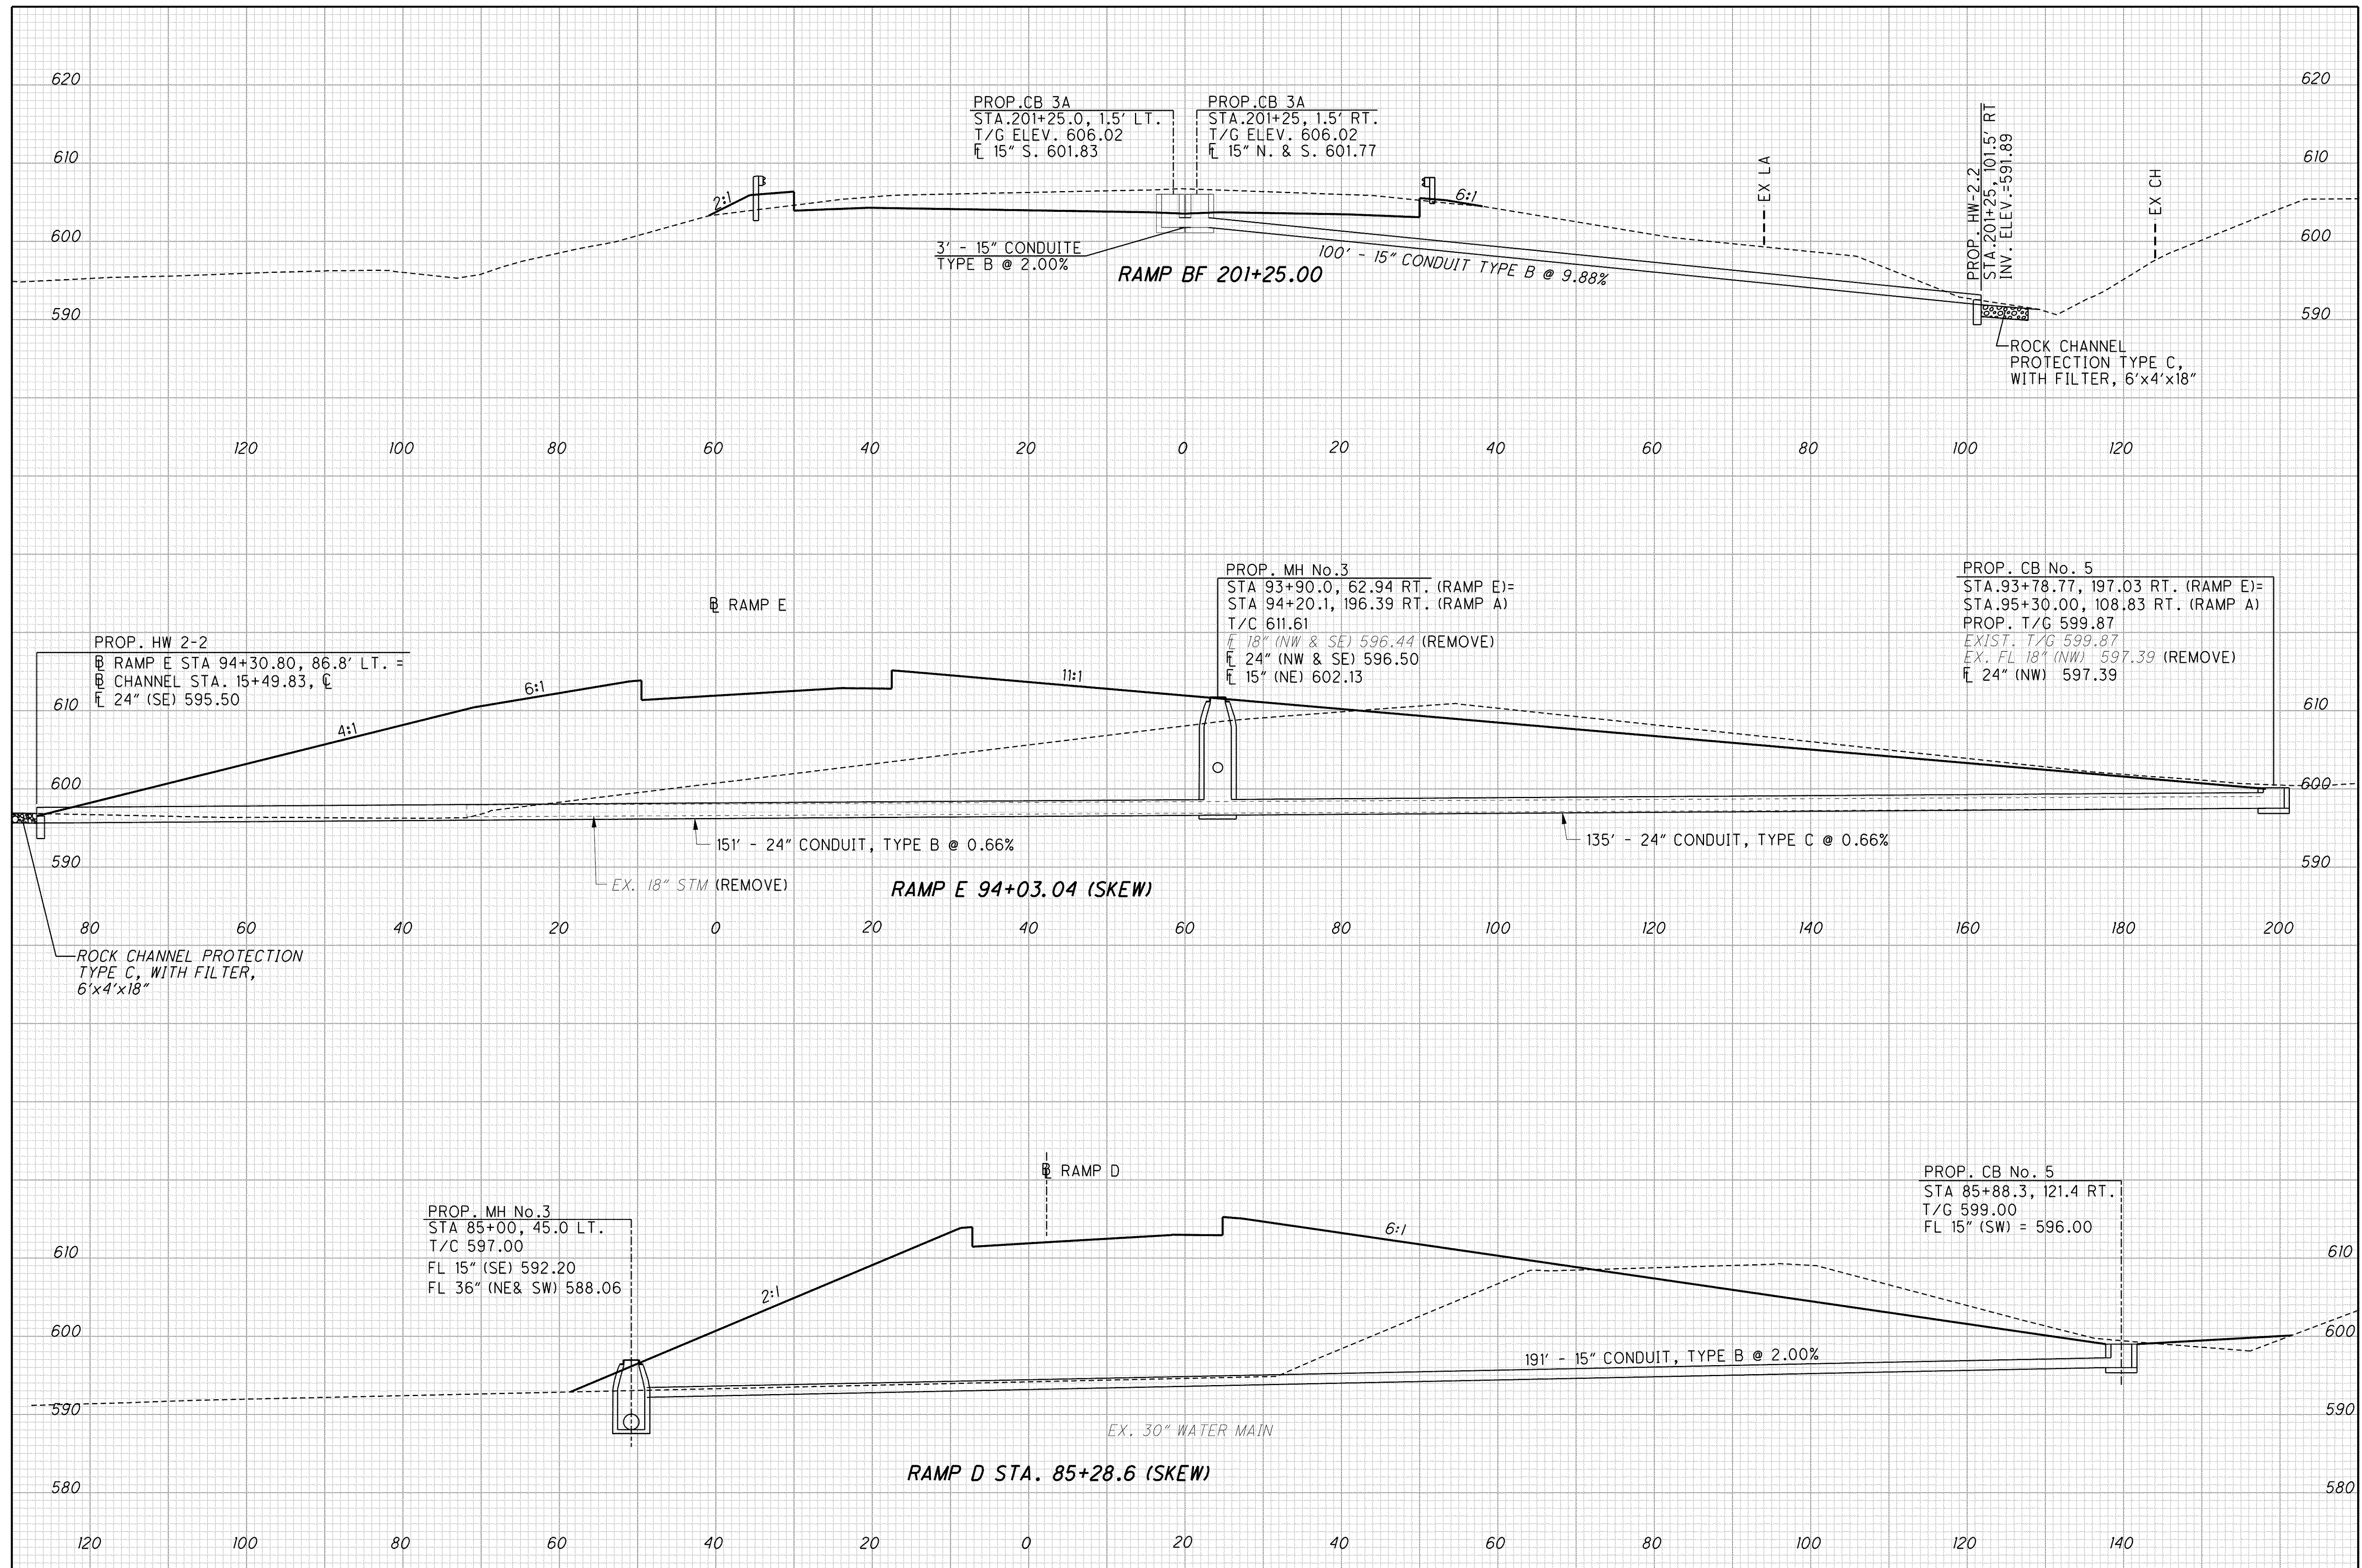 620
620
PROP.CB 3A
STA.201+25.0, 1.5' LT.
T/G ELEV. 606.02
℄ 15" S. 601.83
PROP.CB 3A
STA.201+25, 1.5' RT.
T/G ELEV. 606.02
℄ 15" N. & S. 601.77
610
610
2:1
6:1
EX LA
PROP. HW-2.2
STA.201+25, 101.5' RT
INV. ELEV.=591.89
EX CH
600
600
3' - 15" CONDUITE
TYPE B @ 2.00%
100' - 15" CONDUIT TYPE B @ 9.88%
RAMP BF 201+25.00
590
590
ROCK CHANNEL
PROTECTION TYPE C,
WITH FILTER, 6'x4'x18"
120 100 80 60 40 20 0 20 40 60 80 100 120
PROP. HW 2-2
℄ RAMP E STA 94+30.80, 86.8' LT. =
℄ CHANNEL STA. 15+49.83, ℄
℄ 24" (SE) 595.50
℄ RAMP E
PROP. MH No.3
STA 93+90.0, 62.94 RT. (RAMP E)=
STA 94+20.1, 196.39 RT. (RAMP A)
T/C 611.61
℄ 18" (NW & SE) 596.44 (REMOVE)
℄ 24" (NW & SE) 596.50
℄ 15" (NE) 602.13
PROP. CB No. 5
STA.93+78.77, 197.03 RT. (RAMP E)=
STA.95+30.00, 108.83 RT. (RAMP A)
PROP. T/G 599.87
EXIST. T/G 599.87
EX. FL 18" (NW) 597.39 (REMOVE)
℄ 24" (NW) 597.39
610
610
4:1
6:1
11:1
600
600
151' - 24" CONDUIT, TYPE B @ 0.66%
135' - 24" CONDUIT, TYPE C @ 0.66%
590
590
EX. 18" STM (REMOVE)
RAMP E 94+03.04 (SKEW)
80 60 40 20 0 20 40 60 80 100 120 140 160 180 200
ROCK CHANNEL PROTECTION
TYPE C, WITH FILTER,
6'x4'x18"
PROP. MH No.3
STA 85+00, 45.0 LT.
T/C 597.00
FL 15" (SE) 592.20
FL 36" (NE& SW) 588.06
℄ RAMP D
PROP. CB No. 5
STA 85+88.3, 121.4 RT.
T/G 599.00
FL 15" (SW) = 596.00
610
610
2:1
6:1
600
600
191' - 15" CONDUIT, TYPE B @ 2.00%
590
590
EX. 30" WATER MAIN
RAMP D STA. 85+28.6 (SKEW)
580
580
120 100 80 60 40 20 0 20 40 60 80 100 120 140